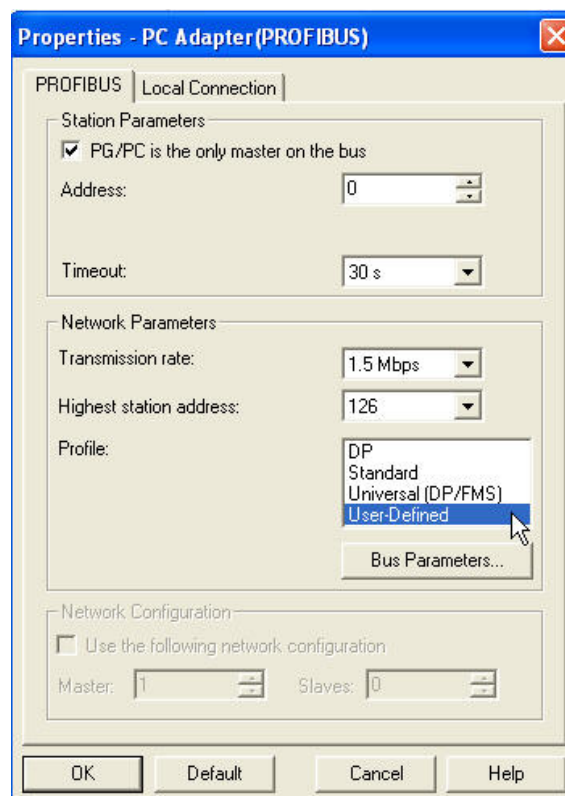 Properties - PC Adapter(PROFIBUS)
PROFIBUS Local Connection
Station Parameters
PG/PC is the only master on the bus
Address: 0
Timeout: 30 s
Network Parameters
Transmission rate: 1.5 Mbps
Highest station address: 126
Profile: DP
Standard
Universal (DP/FMS)
User-Defined
Bus Parameters...
Network Configuration
Use the following network configuration
Master: 1 Slaves: 0
OK Default Cancel Help